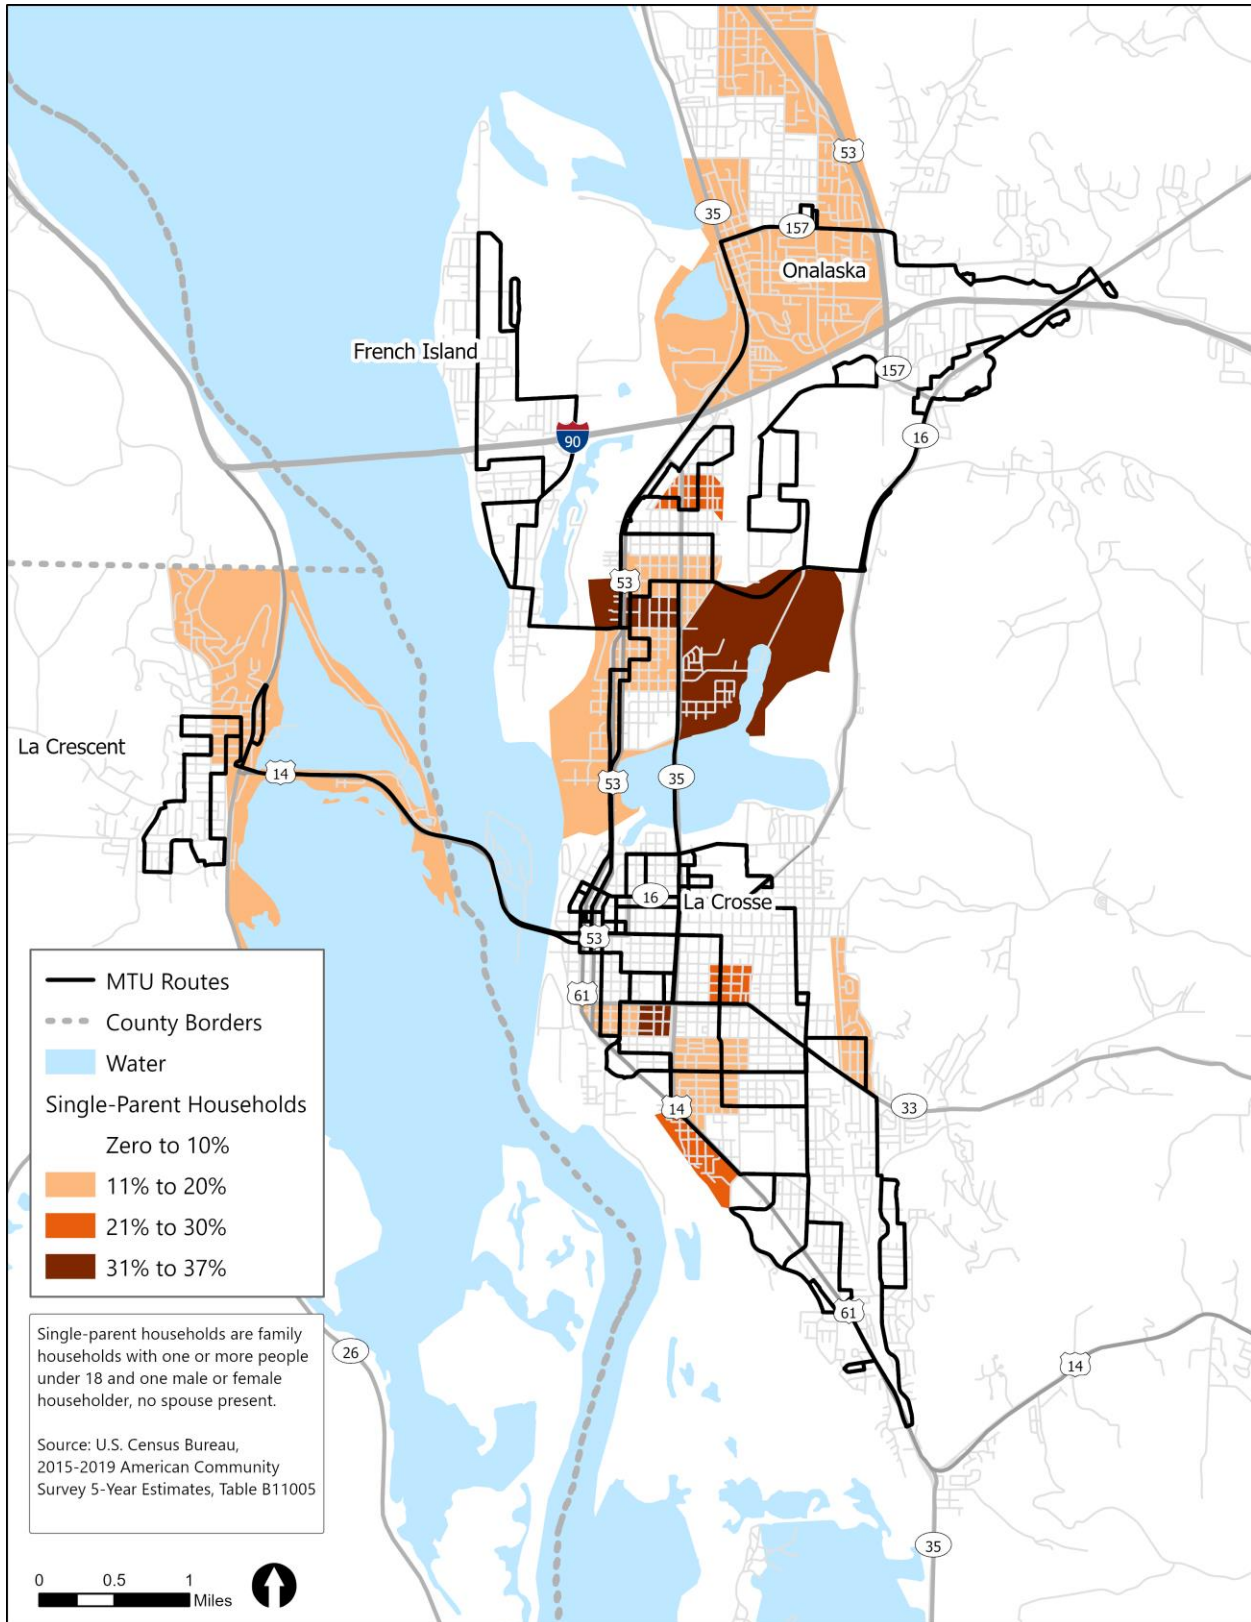 53
35
157
Onalaska
French Island
157
90
16
53
La Crescent
14
53
35
16
La Crosse
53
61
14
33
61
14
26
35
MTU Routes
County Borders
Water
Single-Parent Households
Zero to 10%
11% to 20%
21% to 30%
31% to 37%
Single-parent households are family
households with one or more people
under 18 and one male or female
householder, no spouse present.
Source: U.S. Census Bureau,
2015-2019 American Community
Survey 5-Year Estimates, Table B11005
0 0.5 1
Miles